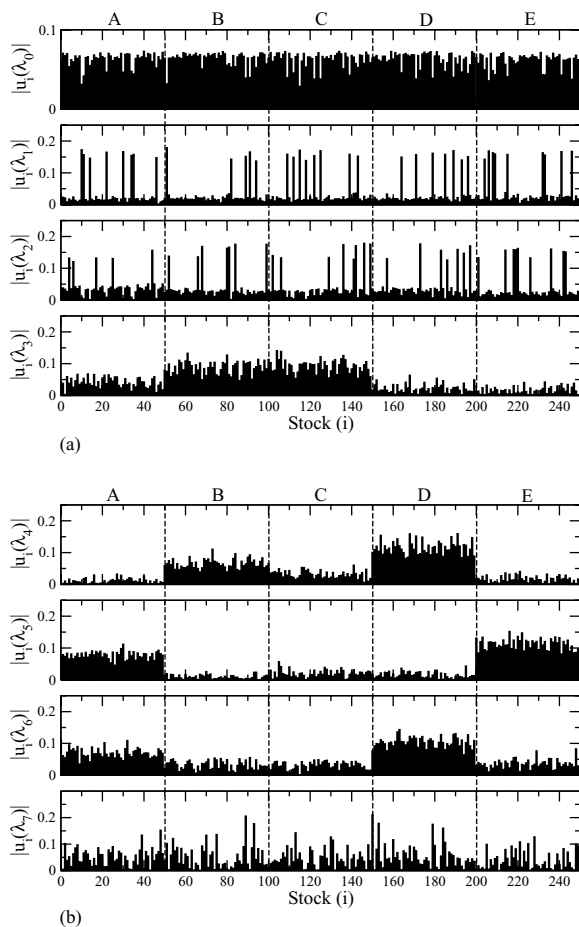 A B C D E
|u_i(λ_0)|
0.1
0
|u_i(λ_1)|
0.2
0.1
0
|u_i(λ_2)|
0.2
0.1
0
|u_i(λ_3)|
0.2
0.1
0
0 20 40 60 80 100 120 140 160 180 200 220 240
Stock (i)
(a)
A B C D E
|u_i(λ_4)|
0.2
0.1
0
|u_i(λ_5)|
0.2
0.1
0
|u_i(λ_6)|
0.2
0.1
0
|u_i(λ_7)|
0.2
0.1
0
0 20 40 60 80 100 120 140 160 180 200 220 240
Stock (i)
(b)